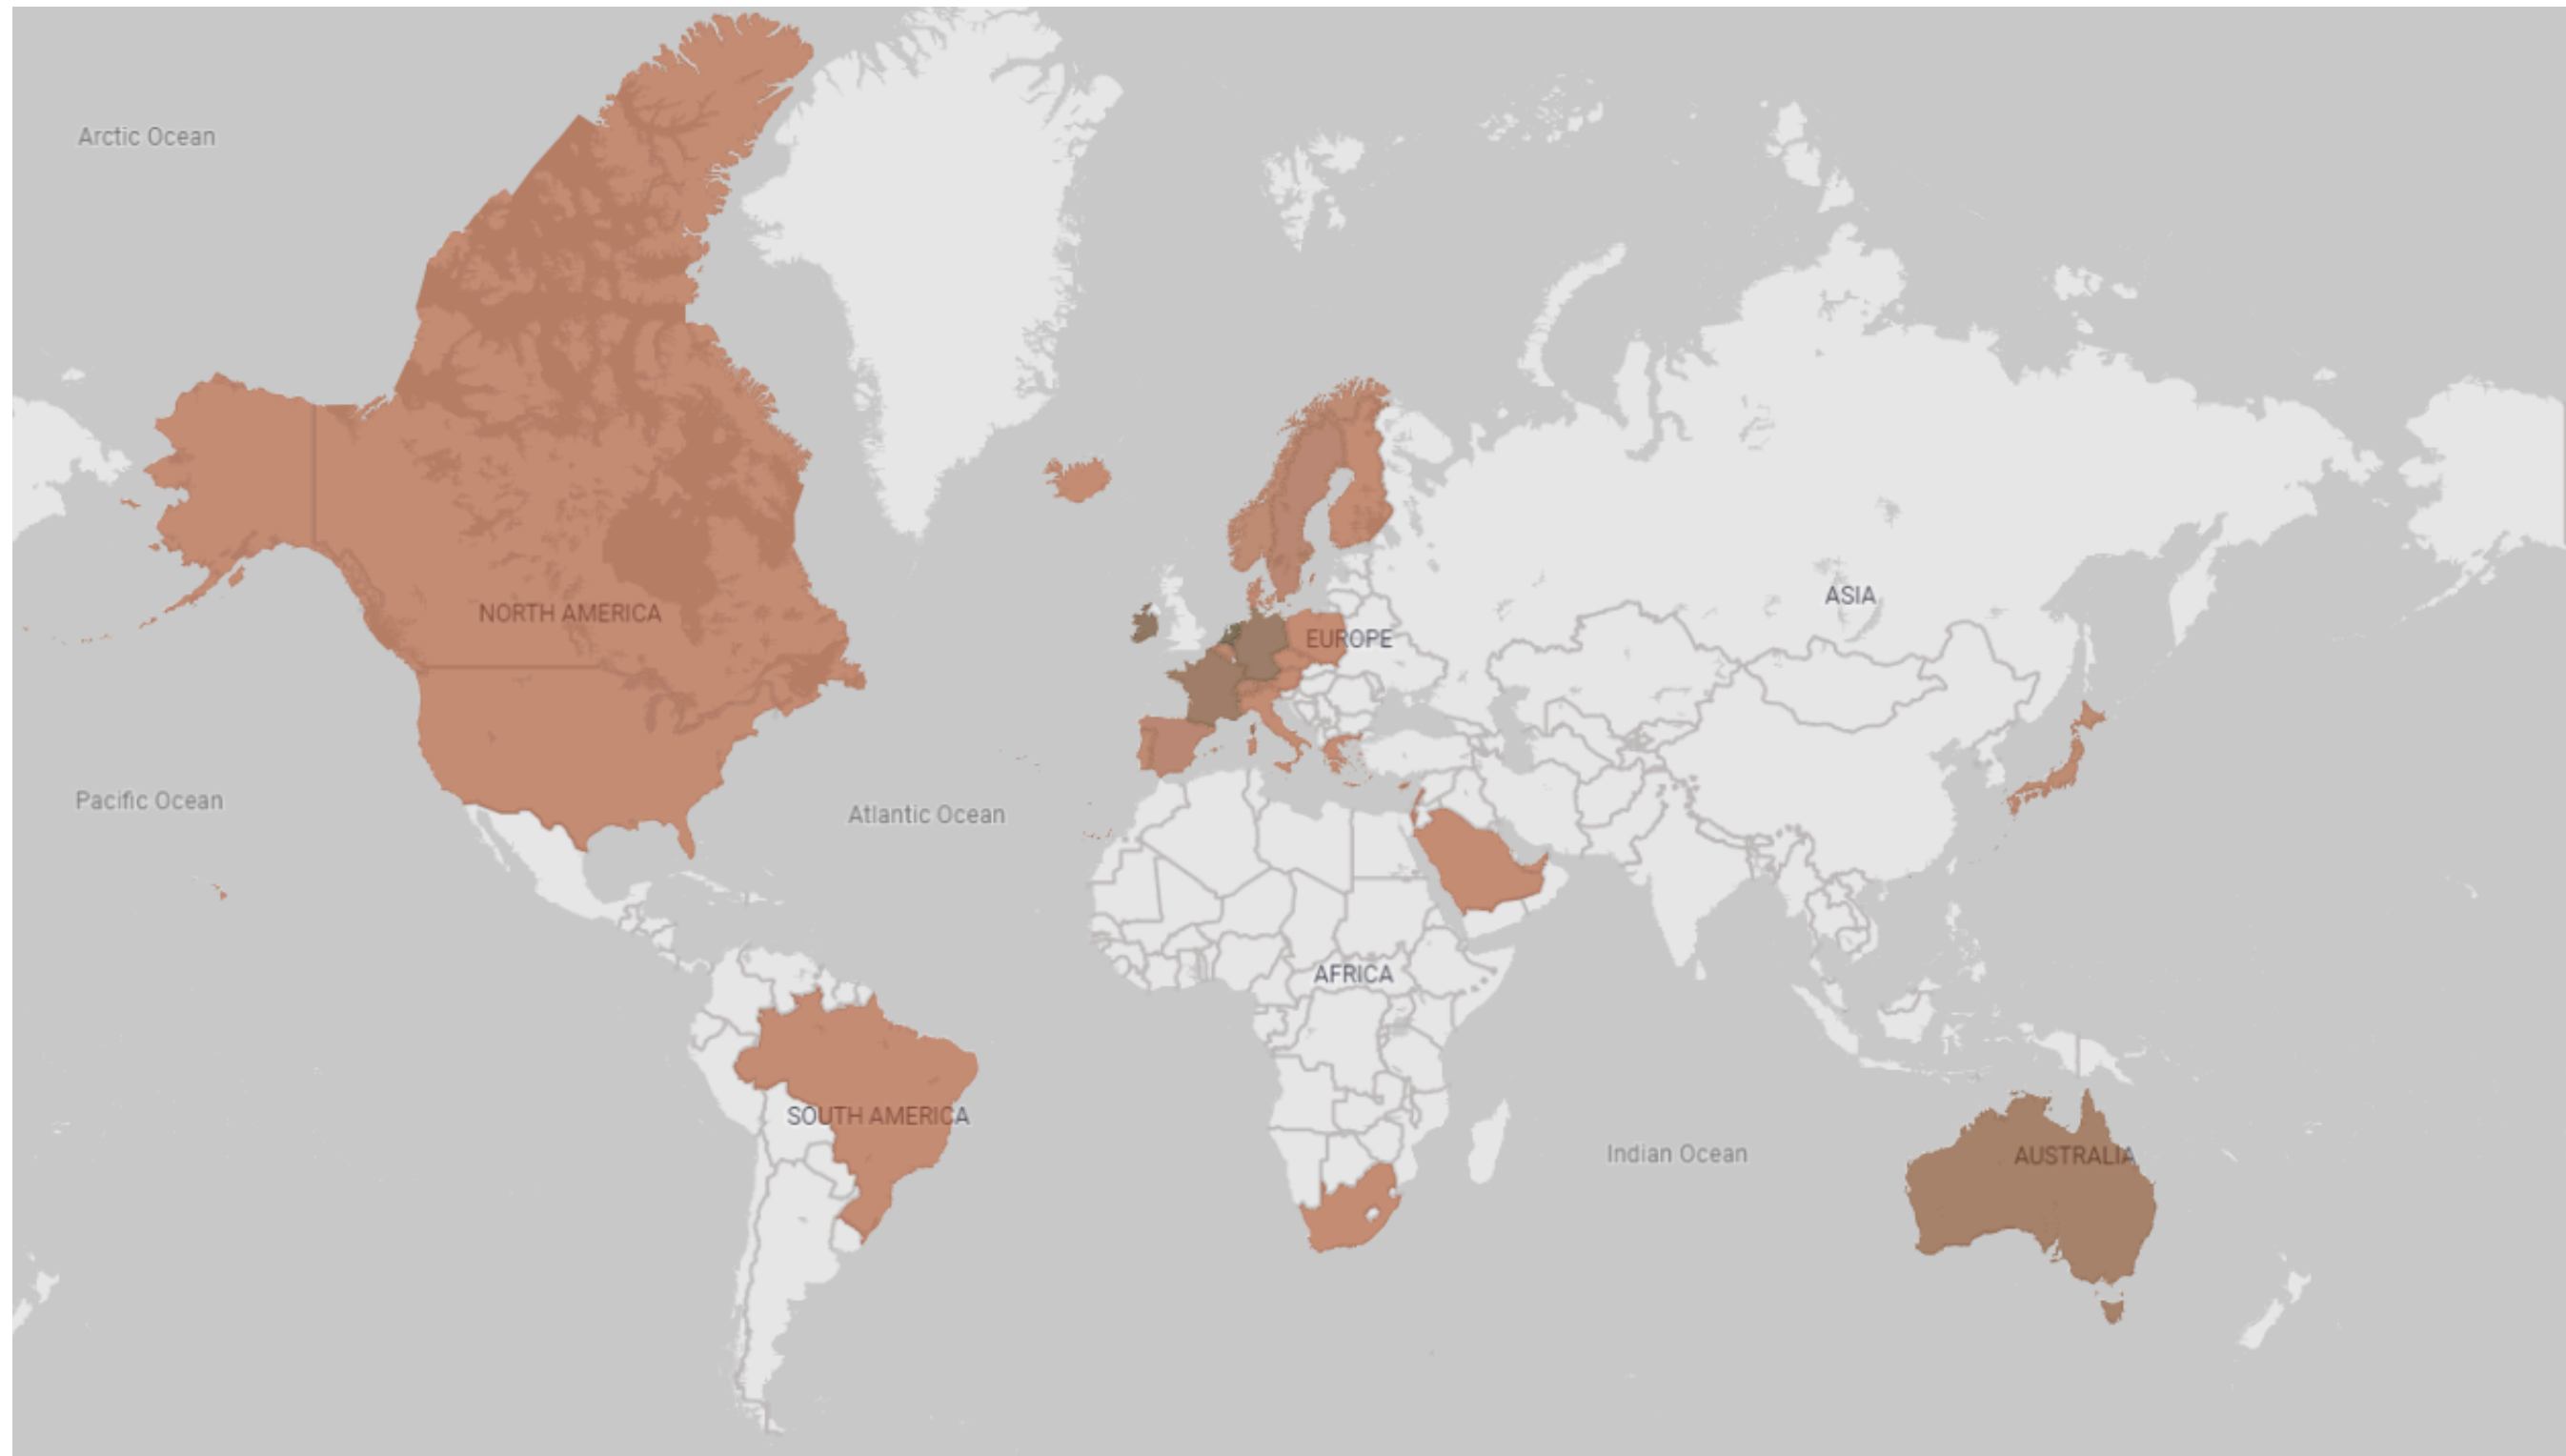 Arctic Ocean
ASIA
NORTH AMERICA
EUROPE
Pacific Ocean
Atlantic Ocean
AFRICA
SOUTH AMERICA
Indian Ocean
AUSTRALIA